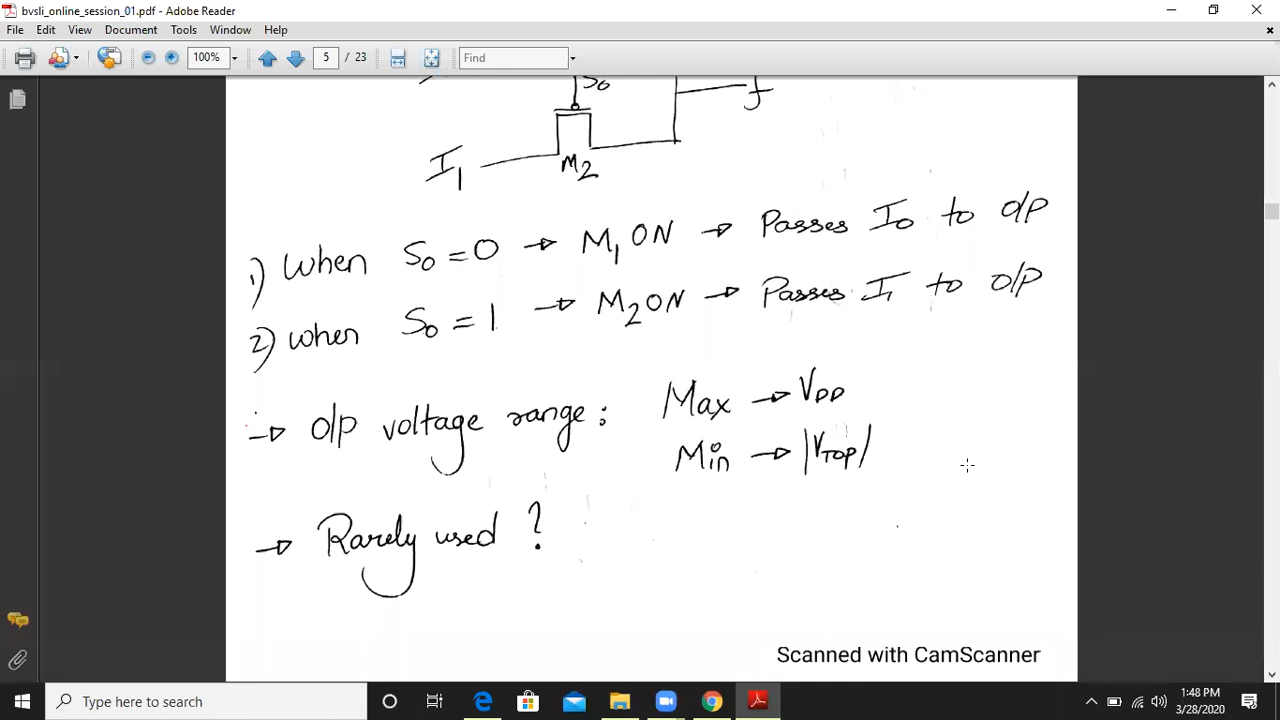 bvsli_online_session_01.pdf - Adobe Reader
File Edit View Document Tools Window Help
100% 5 / 23 Find
S0
f
I1
M2
1) When S0 = 0 → M1 ON → Passes I0 to o/p
2) when S0 = 1 → M2 ON → Passes I1 to o/p
→ O/P voltage range: Max → VDD
Min → |VTOP|
→ Rarely used ?
Scanned with CamScanner
Type here to search
1:48 PM
3/28/2020